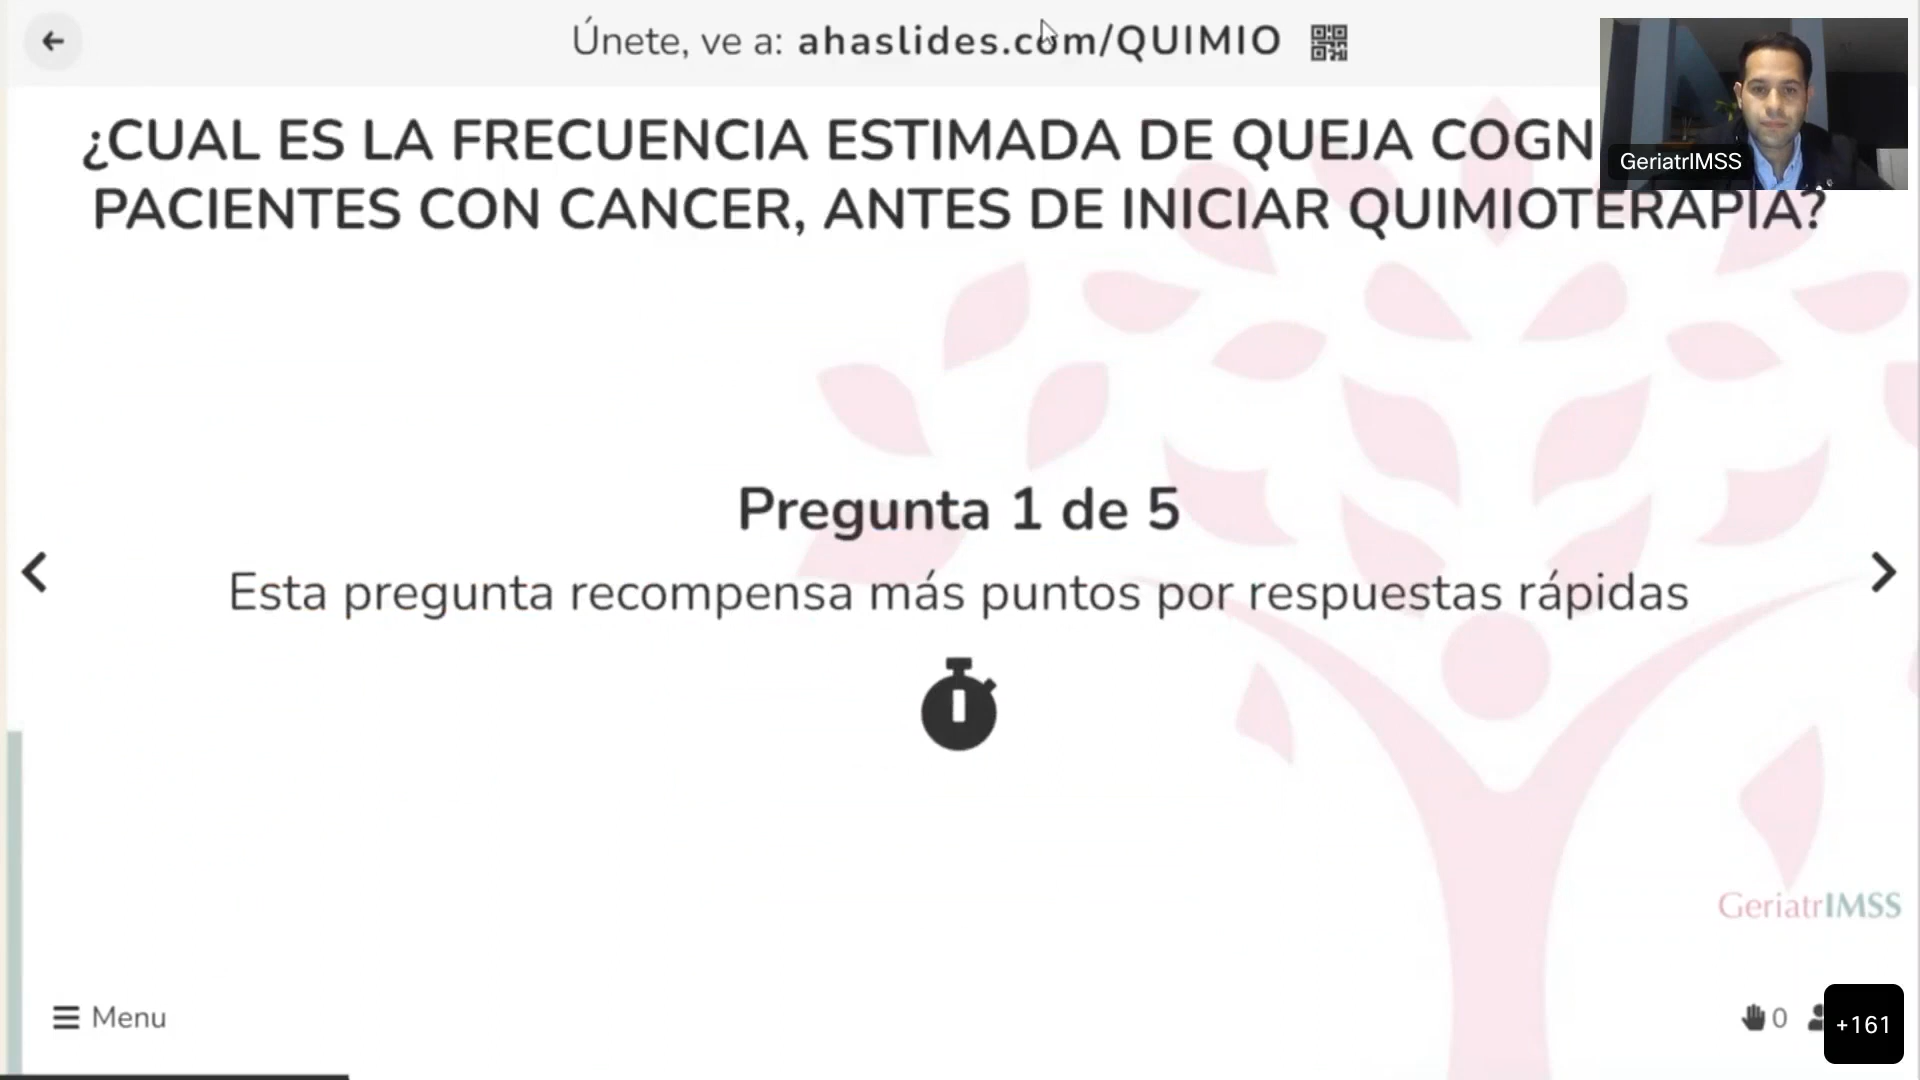 Únete, ve a: ahaslides.com/QUIMIO
¿CUAL ES LA FRECUENCIA ESTIMADA DE QUEJA COGN
PACIENTES CON CANCER, ANTES DE INICIAR QUIMIOTERAPIA?
GeriatrIMSS
Pregunta 1 de 5
Esta pregunta recompensa más puntos por respuestas rápidas
GeriatrIMSS
Menu
0
+161